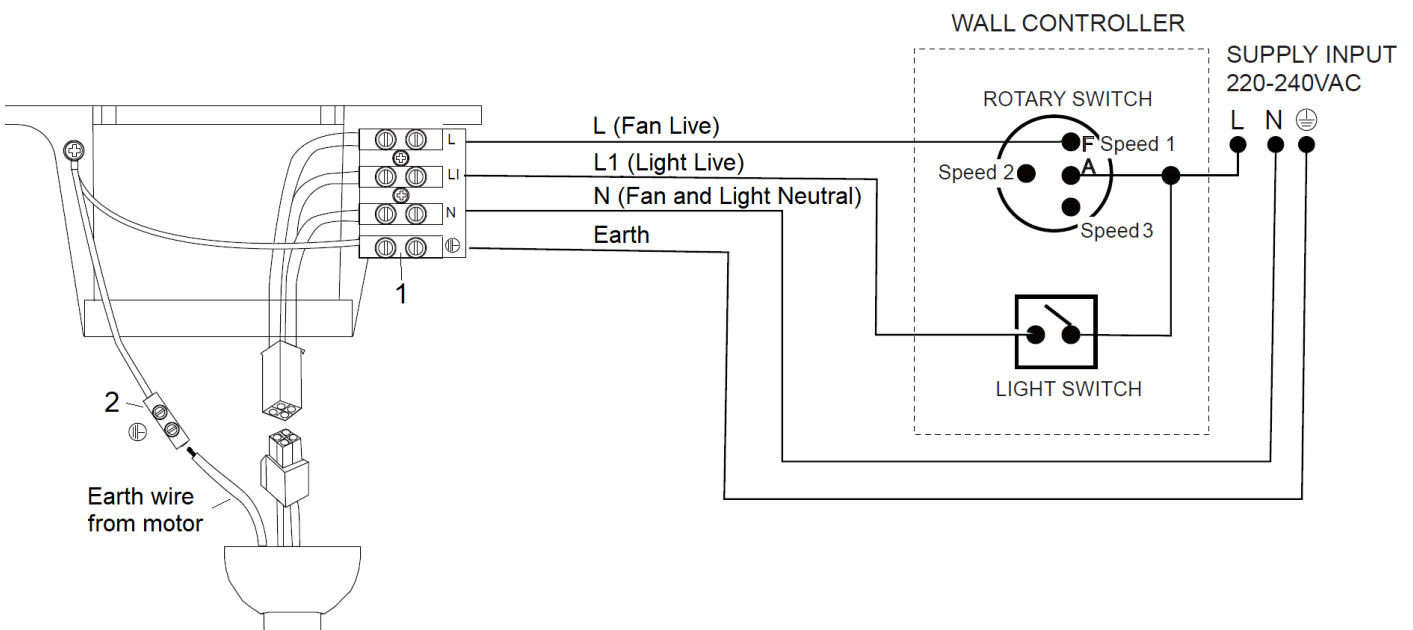 WALL CONTROLLER
SUPPLY INPUT
220-240VAC
ROTARY SWITCH
L N
L (Fan Live)
F Speed 1
L
L1 (Light Live)
Speed 2 A
LI
N (Fan and Light Neutral)
N
Earth
Speed 3
1
LIGHT SWITCH
2
Earth wire
from motor